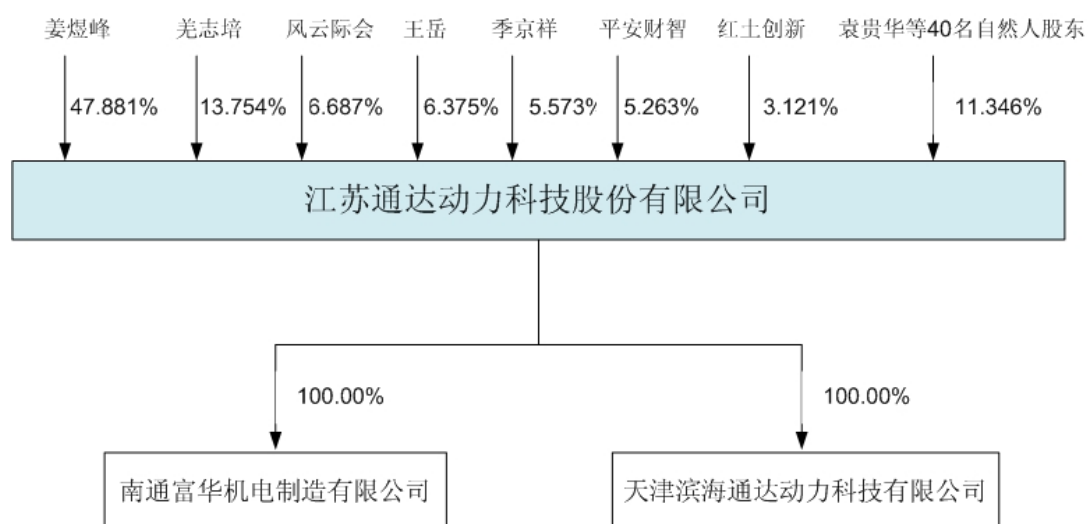 姜煜峰 羌志培 风云际会 王岳 季京祥 平安财智 红土创新 袁贵华等40名自然人股东
47.881% 13.754% 6.687% 6.375% 5.573% 5.263% 3.121% 11.346%
江苏通达动力科技股份有限公司
100.00% 100.00%
南通富华机电制造有限公司 天津滨海通达动力科技有限公司